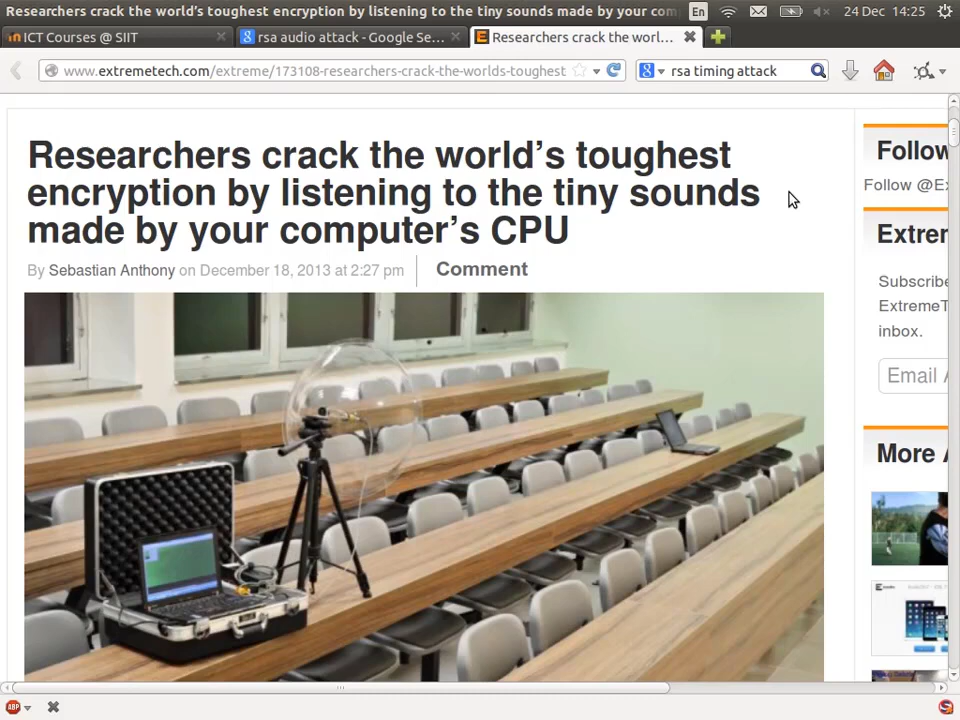 Researchers crack the world's toughest encryption by listening to the tiny sounds made by your com
En
24 Dec 14:25
ICT Courses @ SIIT
rsa audio attack - Google Se...
Researchers crack the worl...
www.extremetech.com/extreme/173108-researchers-crack-the-worlds-toughest
rsa timing attack
Researchers crack the world's toughest
encryption by listening to the tiny sounds
made by your computer's CPU
By Sebastian Anthony on December 18, 2013 at 2:27 pm
Comment
Follow
Follow @Ex
Extrem
Subscribe
ExtremeT
inbox.
Email A
More A
ABP